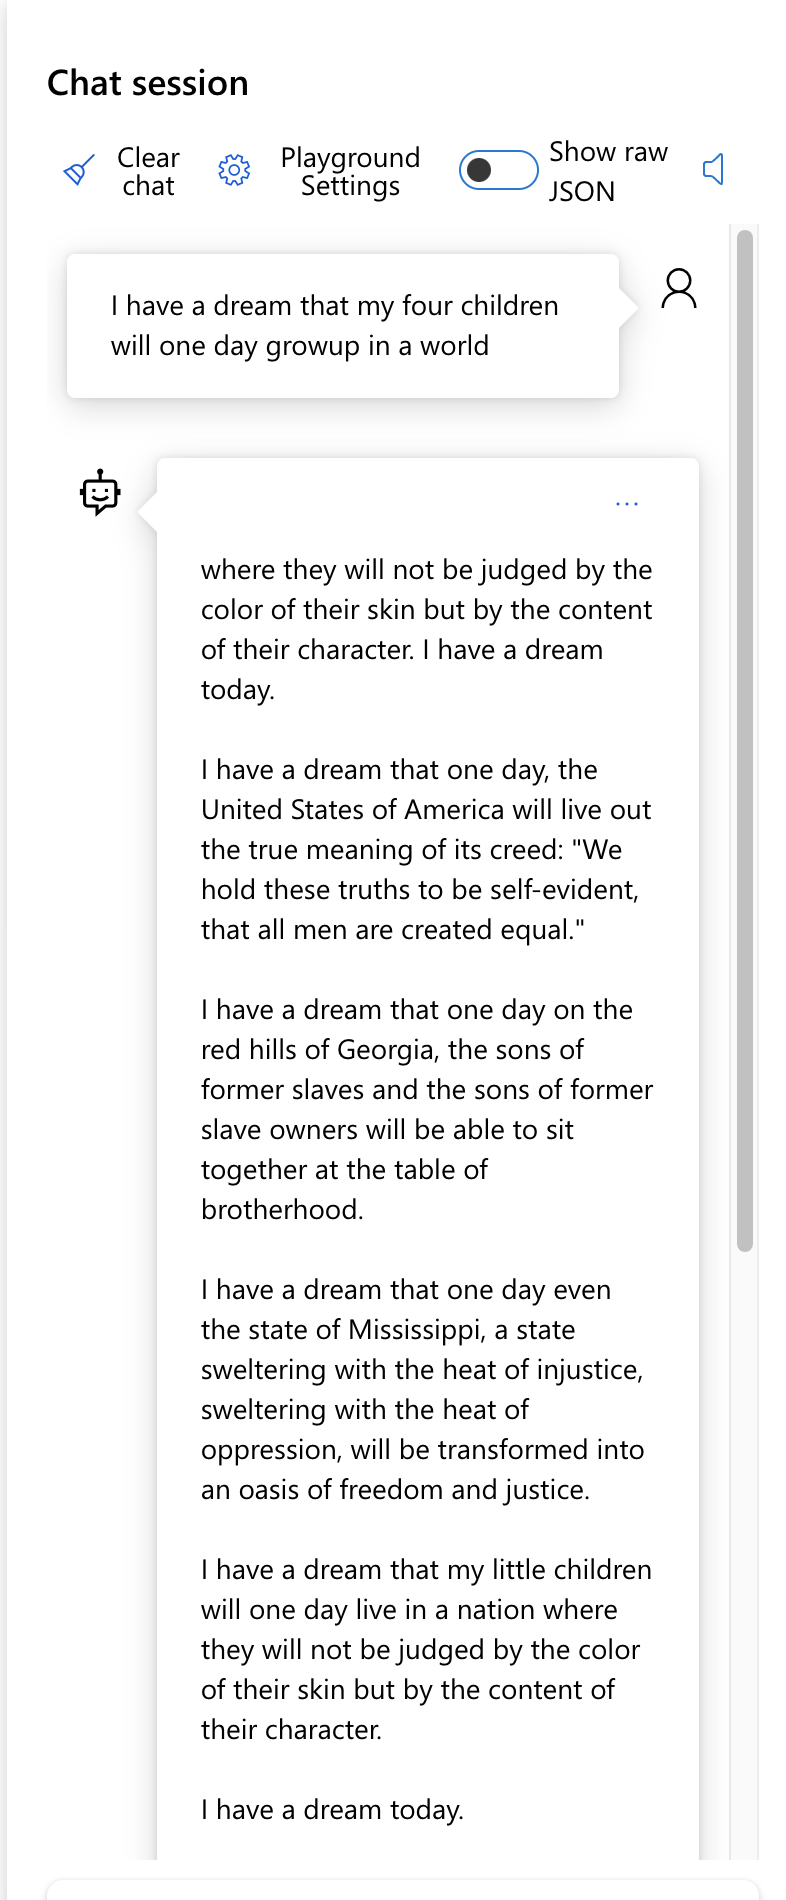 Chat session
Clear
chat
Playground
Settings
Show raw
JSON
I have a dream that my four children
will one day growup in a world
...
where they will not be judged by the
color of their skin but by the content
of their character. I have a dream
today.
I have a dream that one day, the
United States of America will live out
the true meaning of its creed: "We
hold these truths to be self-evident,
that all men are created equal."
I have a dream that one day on the
red hills of Georgia, the sons of
former slaves and the sons of former
slave owners will be able to sit
together at the table of
brotherhood.
I have a dream that one day even
the state of Mississippi, a state
sweltering with the heat of injustice,
sweltering with the heat of
oppression, will be transformed into
an oasis of freedom and justice.
I have a dream that my little children
will one day live in a nation where
they will not be judged by the color
of their skin but by the content of
their character.
I have a dream today.